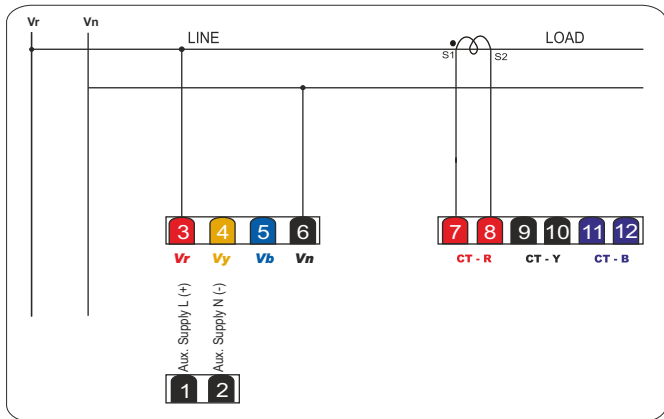 Vr Vn
LINE LOAD
S1 S2
3 4 5 6 7 8 9 10 11 12
Vr Vy Vb Vn CT - R CT - Y CT - B
Aux. Supply L (+)
Aux. Supply N (-)
1 2